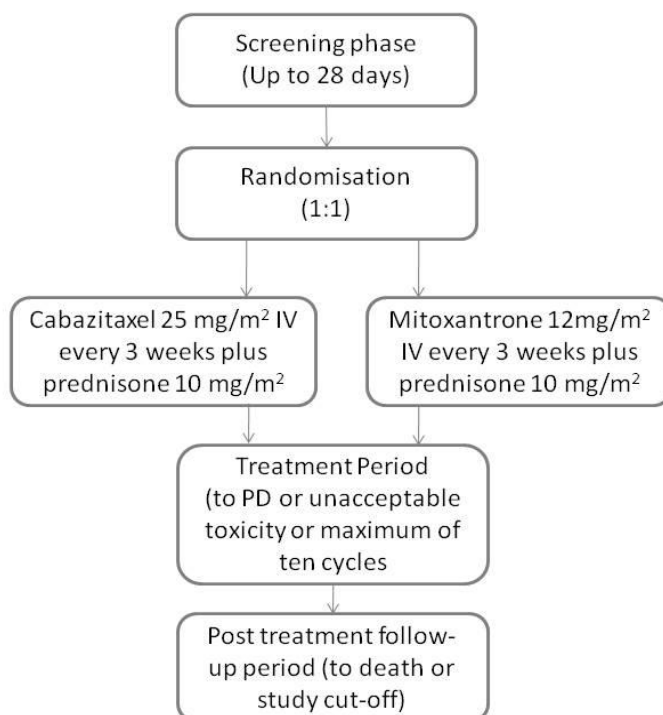 Screening phase
(Up to 28 days)
Randomisation
(1:1)
Cabazitaxel 25 mg/m² IV
every 3 weeks plus
prednisone 10 mg/m²
Mitoxantrone 12mg/m²
IV every 3 weeks plus
prednisone 10 mg/m²
Treatment Period
(to PD or unacceptable
toxicity or maximum of
ten cycles
Post treatment follow-
up period (to death or
study cut-off)